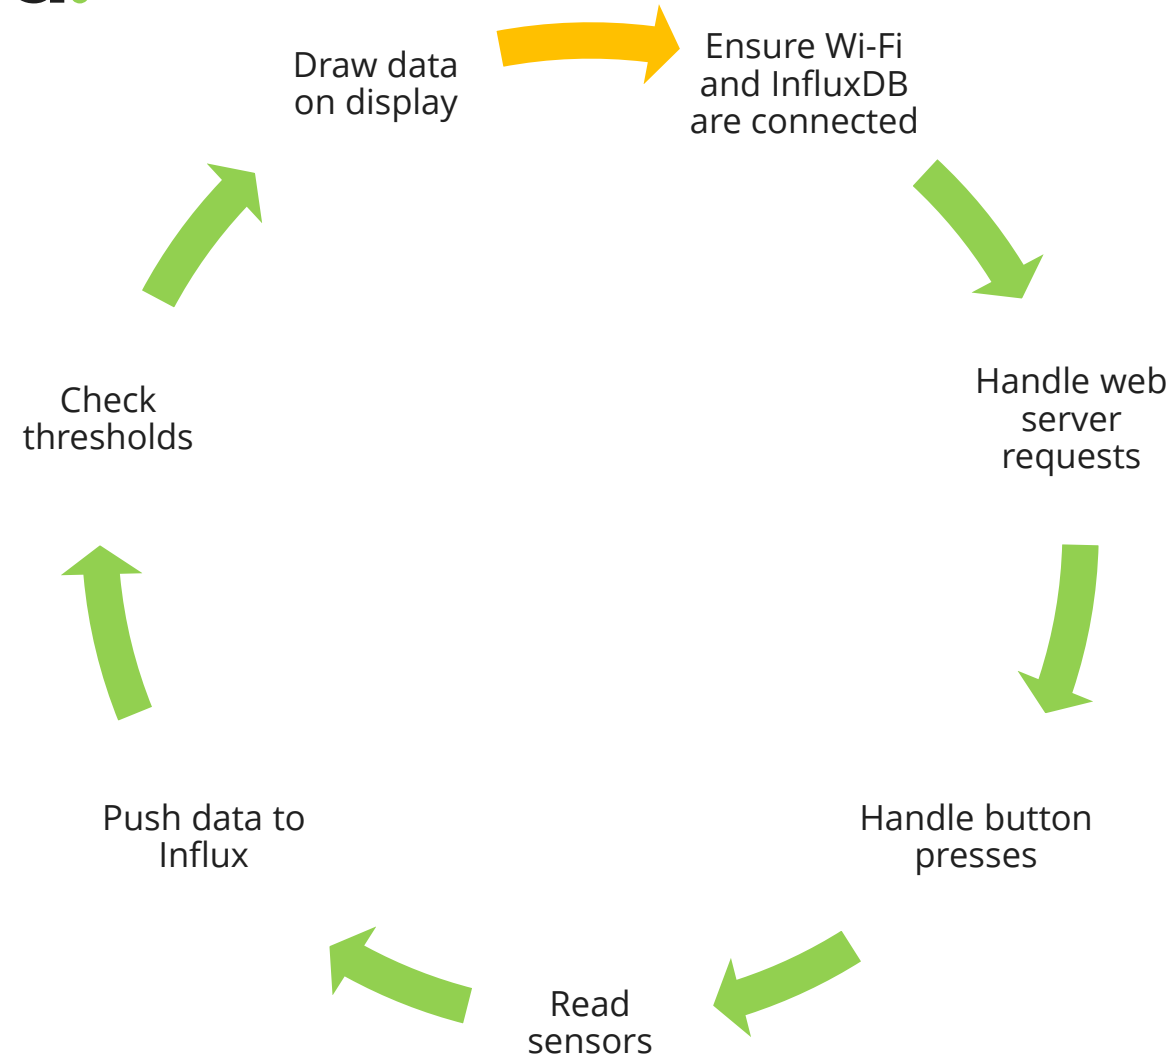 Ensure Wi-Fi
and InfluxDB
are connected
Handle web
server
requests
Handle button
presses
Read
sensors
Push data to
Influx
Check
thresholds
Draw data
on display